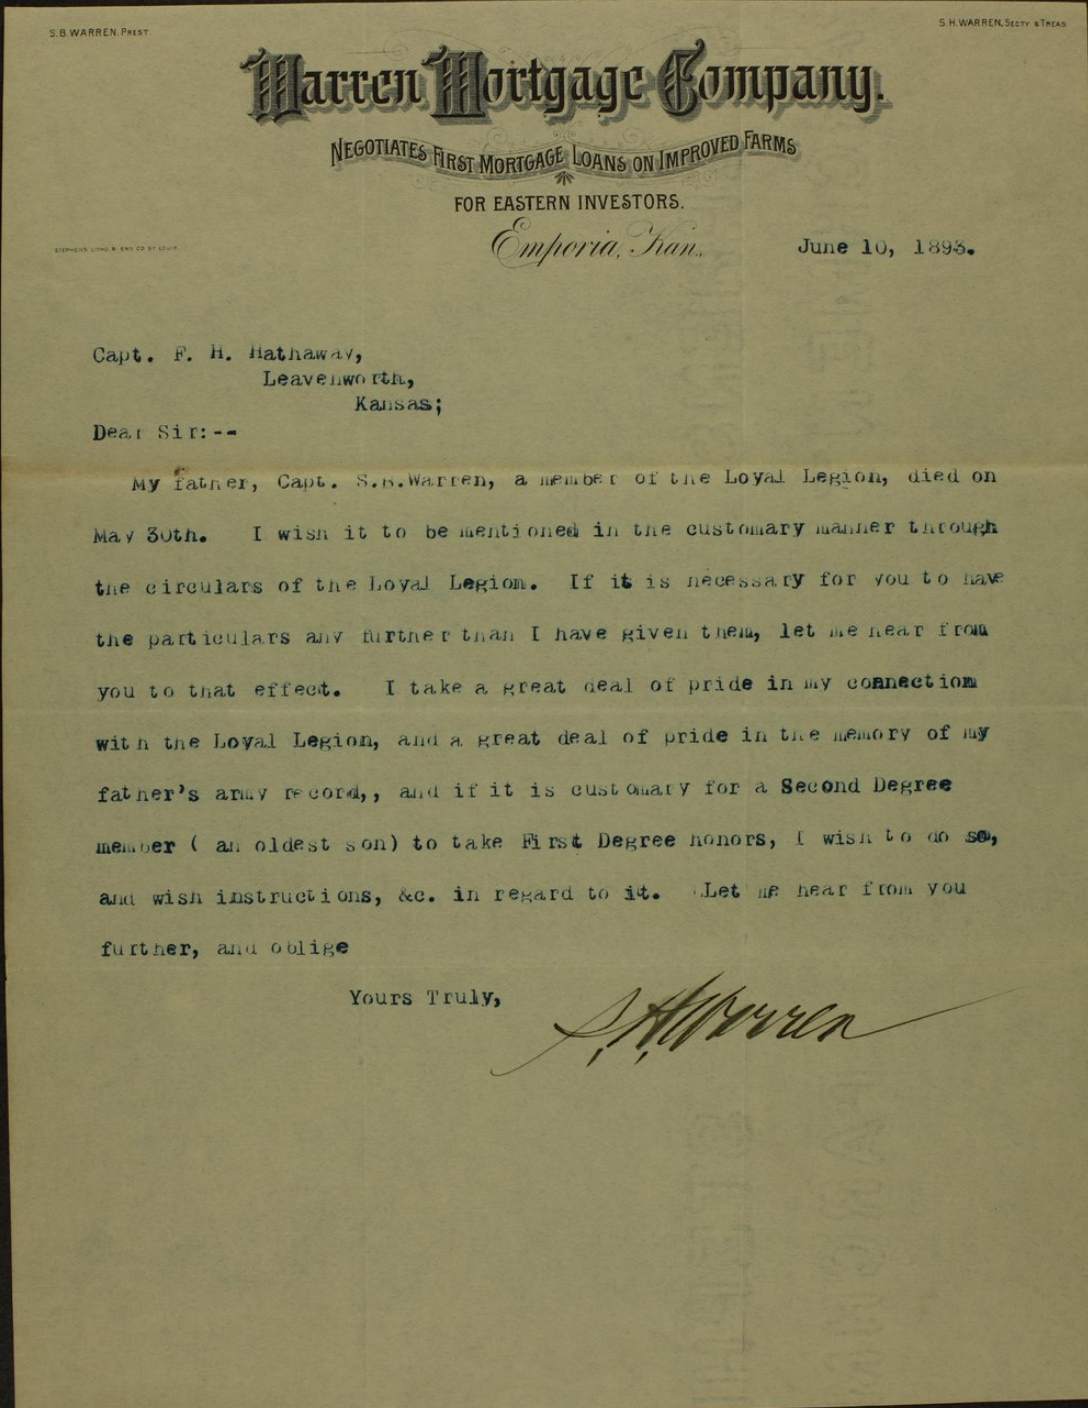 S.B. WARREN, PREST
S.H. WARREN, SECTY & TREAS
Warren Mortgage Company.
NEGOTIATES FIRST MORTGAGE LOANS ON IMPROVED FARMS
FOR EASTERN INVESTORS.
STEPHENS LITHO & ENG CO ST LOUIS
Emporia, Kan., June 10, 1893.
Capt. F. H. Hathaway,
Leavenworth,
Kansas;
Dear Sir:--
My father, Capt. S.B.Warren, a member of the Loyal Legion, died on
May 30th. I wish it to be mentioned in the customary manner through
the circulars of the Loyal Legion. If it is necessary for you to have
the particulars any further than I have given them, let me hear from
you to that effect. I take a great deal of pride in my connection
with the Loyal Legion, and a great deal of pride in the memory of my
father's army record,, and if it is customary for a Second Degree
member ( an oldest son) to take First Degree honors, I wish to do so,
and wish instructions, &c. in regard to it. Let me hear from you
further, and oblige
Yours Truly,
S.H.Warren